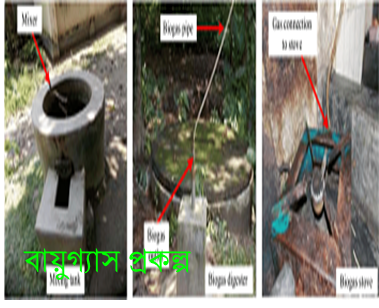 Mixer
Biogas pipe
Gas connection
to stove
Biogas
বায়ুগ্যাস প্রকল্প
Mixing tank
Biogas digester
Biogas stove